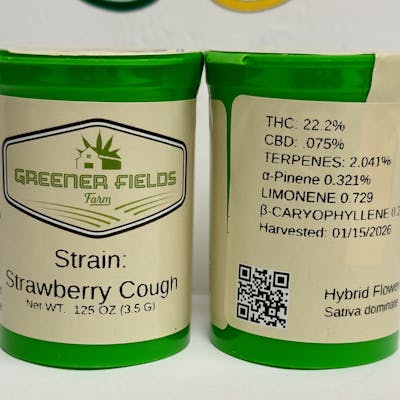 GREENER FIELDS
Farm
Strain:
Strawberry Cough
Net WT. .125 OZ (3.5 G)
THC: 22.2%
CBD: .075%
TERPENES: 2.041%
α-Pinene 0.321%
LIMONENE 0.729
β-CARYOPHYLLENE
Harvested: 01/15/2026
Hybrid Flower
Sativa dominate